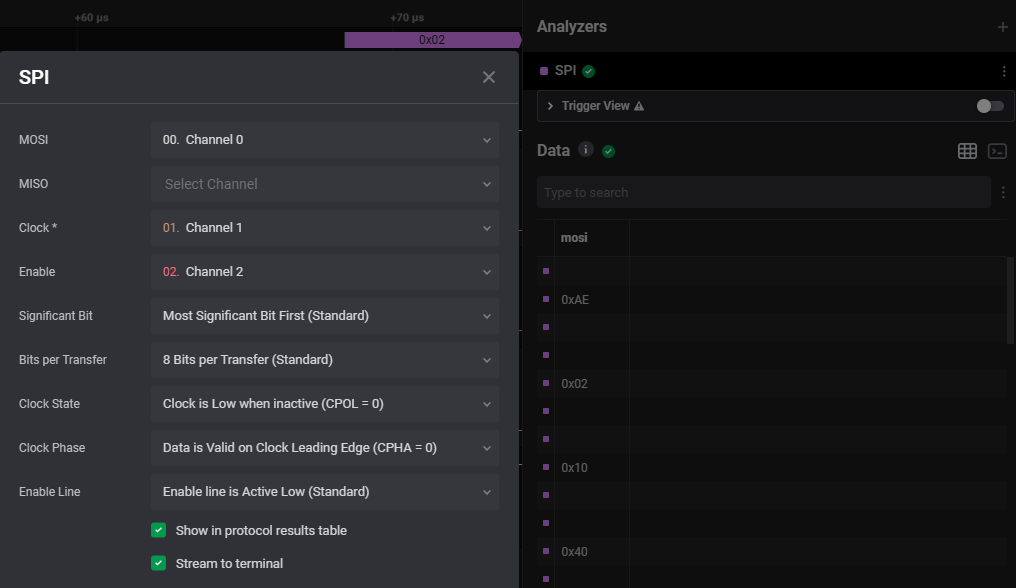 +60 µs
+70 µs
0x02
SPI
MOSI
00. Channel 0
MISO
Select Channel
Clock *
01. Channel 1
Enable
02. Channel 2
Significant Bit
Most Significant Bit First (Standard)
Bits per Transfer
8 Bits per Transfer (Standard)
Clock State
Clock is Low when inactive (CPOL = 0)
Clock Phase
Data is Valid on Clock Leading Edge (CPHA = 0)
Enable Line
Enable line is Active Low (Standard)
Show in protocol results table
Stream to terminal
Analyzers
SPI
Trigger View
Data
Type to search
mosi
0xAE
0x02
0x10
0x40